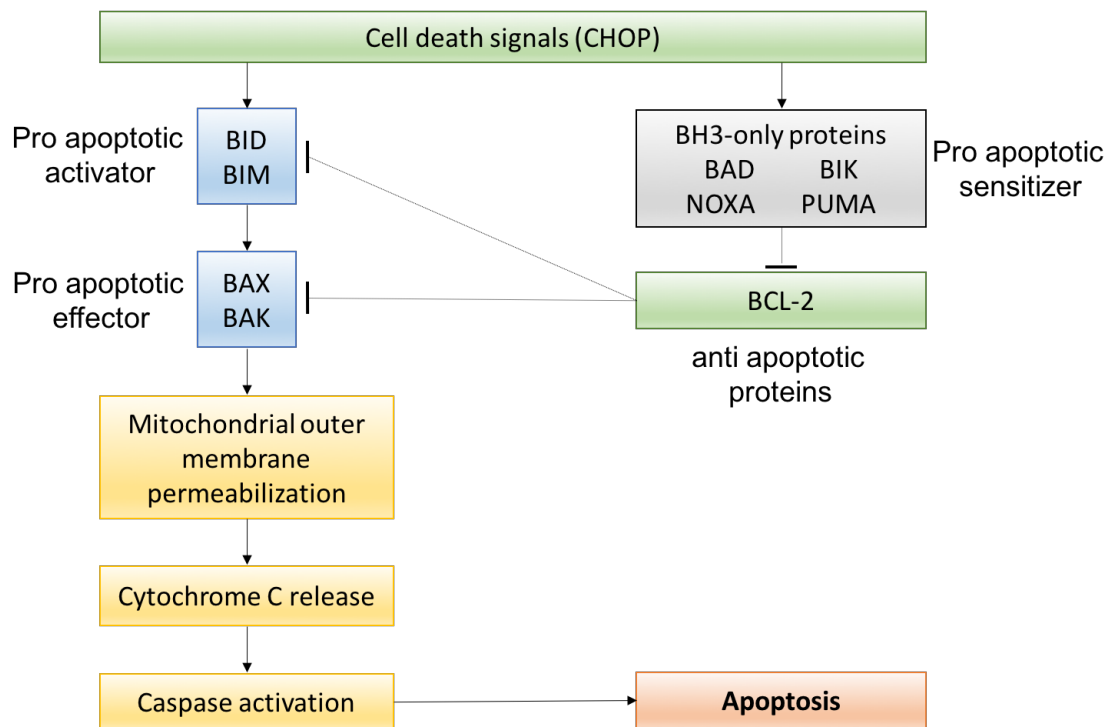 Cell death signals (CHOP)
Pro apoptotic
activator
BID
BIM
BH3-only proteins
BAD BIK
NOXA PUMA
Pro apoptotic
sensitizer
Pro apoptotic
effector
BAX
BAK
BCL-2
anti apoptotic
proteins
Mitochondrial outer
membrane
permeabilization
Cytochrome C release
Caspase activation
Apoptosis